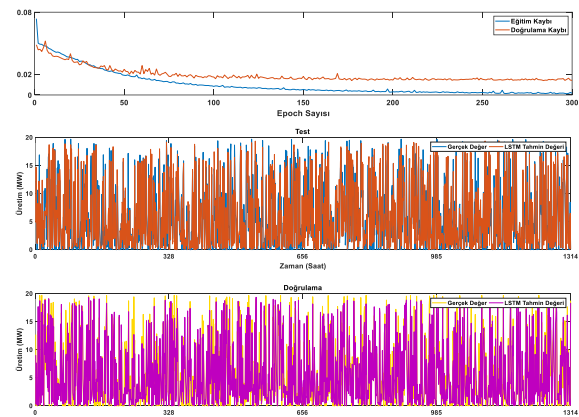 0.08
0.02
0
Eğitim Kaybı
Doğrulama Kaybı
0 50 100 150 200 250 300
Epoch Sayısı
Test
20
15
10
5
0
Üretim (MW)
Gerçek Değer LSTM Tahmin Değeri
1 328 656 985 1314
Zaman (Saat)
Doğrulama
20
15
10
5
0
Üretim (MW)
Gerçek Değer LSTM Tahmin Değeri
1 328 656 985 1314